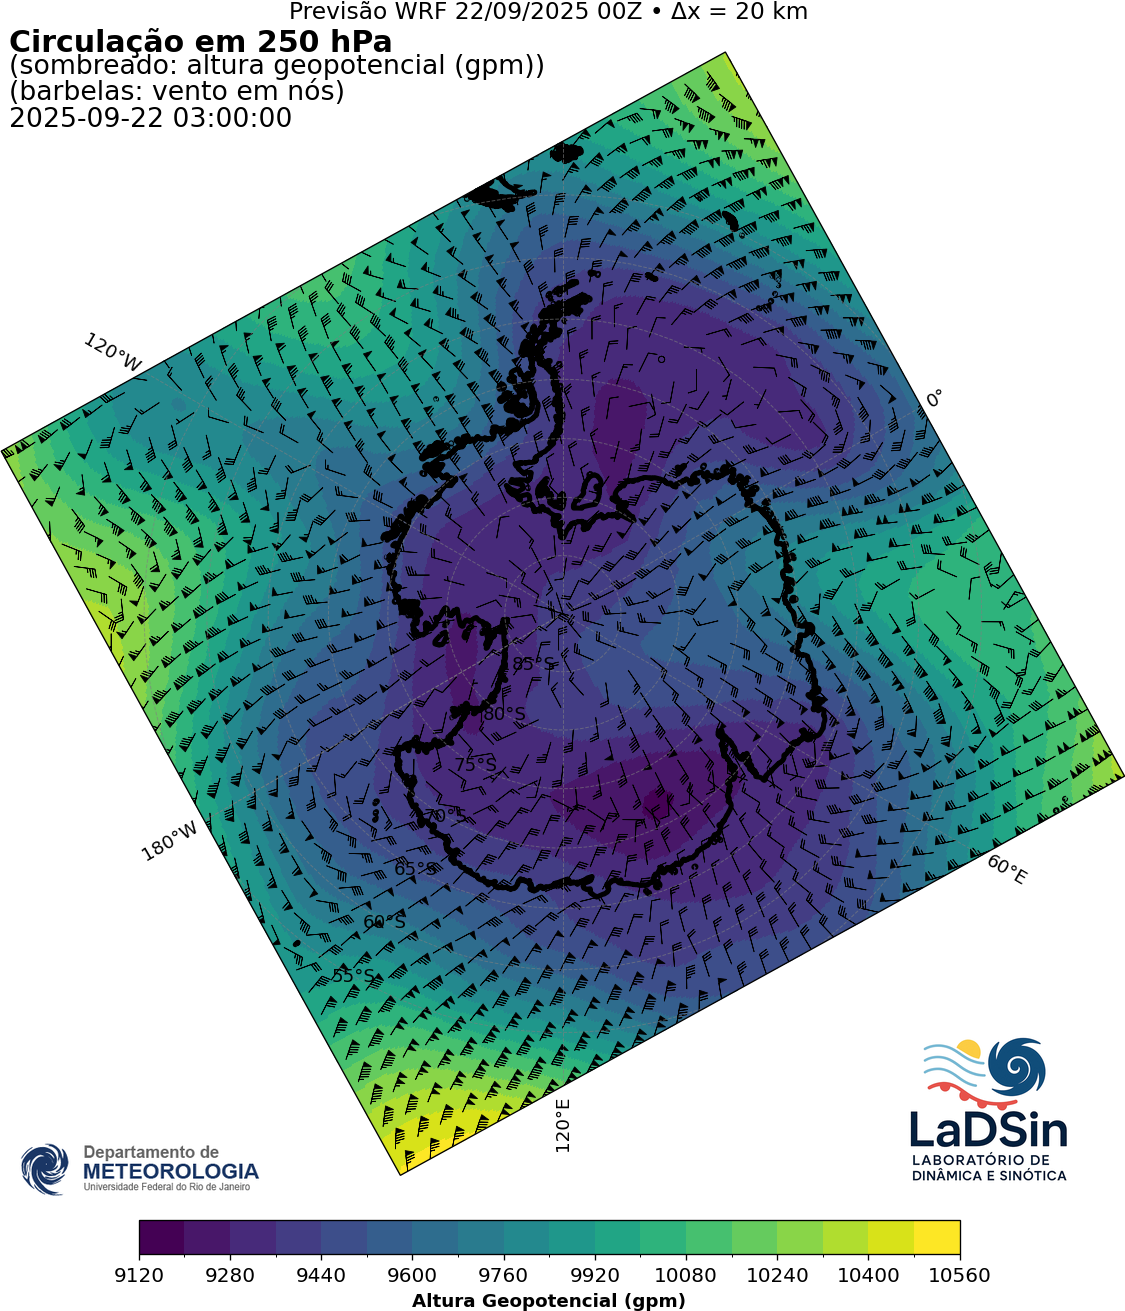 Previsão WRF 22/09/2025 00Z • Δx = 20 km
Circulação em 250 hPa
(sombreado: altura geopotencial (gpm))
(barbelas: vento em nós)
2025-09-22 03:00:00
120°W
0°
85°S
80°S
75°S
70°S
180°W
65°S
60°E
60°S
55°S
120°E
LaDSin
LABORATÓRIO DE
DINÂMICA E SINÓTICA
Departamento de
METEOROLOGIA
Universidade Federal do Rio de Janeiro
9120 9280 9440 9600 9760 9920 10080 10240 10400 10560
Altura Geopotencial (gpm)